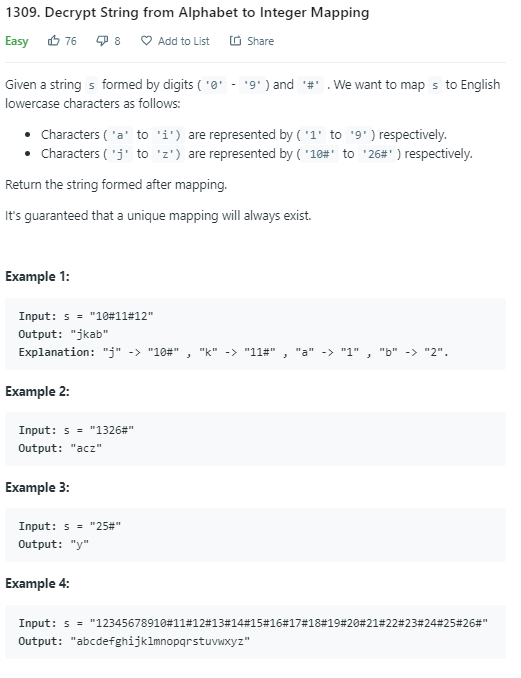 1309. Decrypt String from Alphabet to Integer Mapping
Easy 76 8 Add to List Share
Given a string s formed by digits ( '0' - '9' ) and '#' . We want to map s to English
lowercase characters as follows:
• Characters ( 'a' to 'i') are represented by ( '1' to '9' ) respectively.
• Characters ( 'j' to 'z') are represented by ( '10#' to '26#' ) respectively.
Return the string formed after mapping.
It's guaranteed that a unique mapping will always exist.
Example 1:
Input: s = "10#11#12"
Output: "jkab"
Explanation: "j" -> "10#" , "k" -> "11#" , "a" -> "1" , "b" -> "2".
Example 2:
Input: s = "1326#"
Output: "acz"
Example 3:
Input: s = "25#"
Output: "y"
Example 4:
Input: s = "12345678910#11#12#13#14#15#16#17#18#19#20#21#22#23#24#25#26#"
Output: "abcdefghijklmnopqrstuvwxyz"